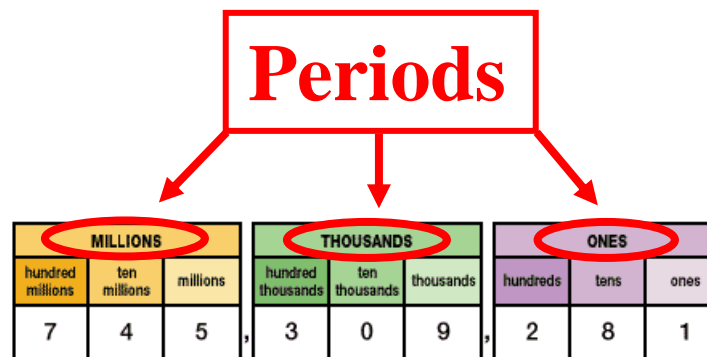 Periods
MILLIONS THOUSANDS ONES
hundred millions ten millions millions hundred thousands ten thousands thousands hundreds tens ones
7 4 5 , 3 0 9 , 2 8 1